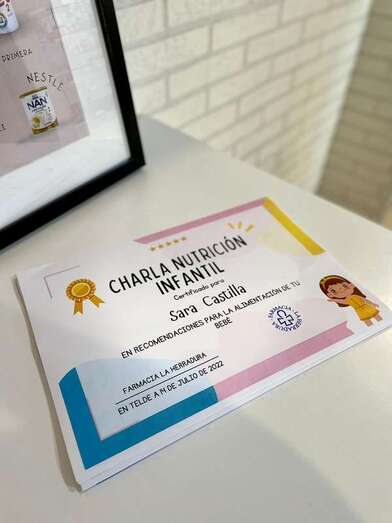 PRIMERA
NESTLÉ
NAN
CHARLA NUTRICIÓN
INFANTIL
Certificado para
Sara Castilla
EN RECOMENDACIONES PARA LA ALIMENTACIÓN DE TU
BEBÉ
FARMACIA LA HERRADURA
FARMACIA LA HERRADURA
EN TELDE A 14 DE JULIO DE 2022